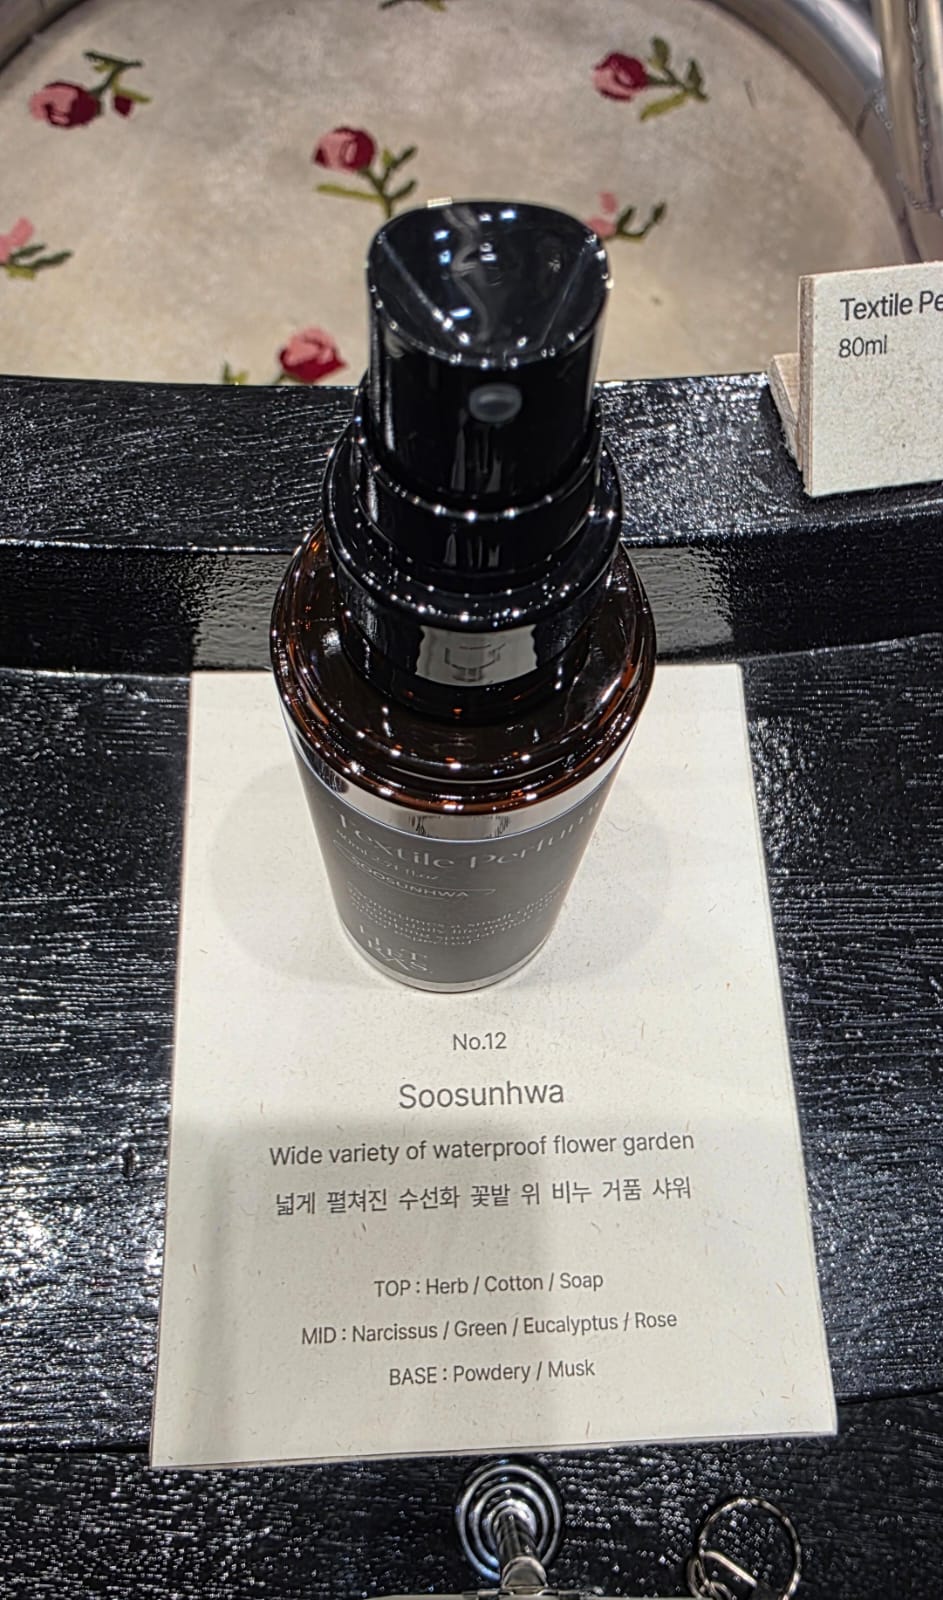 Textile
80ml
Textile Perfume
SOOSUNHWA
No.12
Soosunhwa
Wide variety of waterproof flower garden
넓게 펼쳐진 수선화 꽃밭 위 비누 거품 샤워
TOP : Herb / Cotton / Soap
MID : Narcissus / Green / Eucalyptus / Rose
BASE : Powdery / Musk